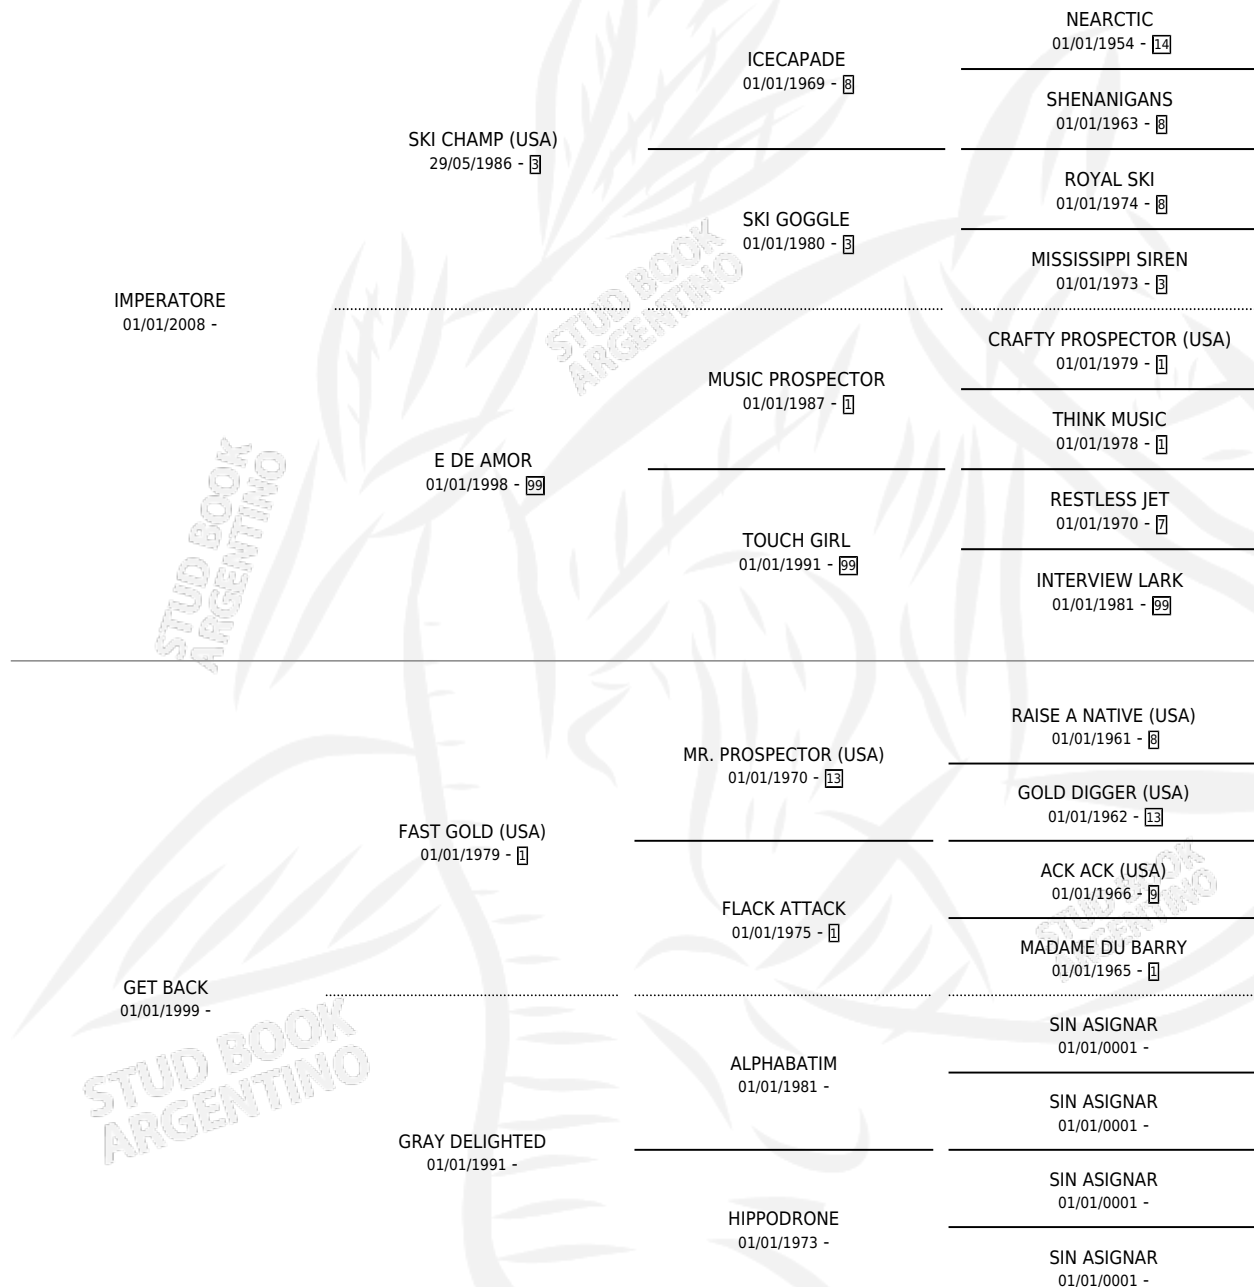 NEARCTIC
01/01/1954 - 14
ICECAPADE
01/01/1969 - 8
SHENANIGANS
01/01/1963 - 8
SKI CHAMP (USA)
29/05/1986 - 3
ROYAL SKI
01/01/1974 - 8
SKI GOGGLE
01/01/1980 - 3
MISSISSIPPI SIREN
01/01/1973 - 3
IMPERATORE
01/01/2008 -
CRAFTY PROSPECTOR (USA)
01/01/1979 - 1
MUSIC PROSPECTOR
01/01/1987 - 1
THINK MUSIC
01/01/1978 - 1
E DE AMOR
01/01/1998 - 99
RESTLESS JET
01/01/1970 - 7
TOUCH GIRL
01/01/1991 - 99
INTERVIEW LARK
01/01/1981 - 99
RAISE A NATIVE (USA)
01/01/1961 - 8
MR. PROSPECTOR (USA)
01/01/1970 - 13
GOLD DIGGER (USA)
01/01/1962 - 13
FAST GOLD (USA)
01/01/1979 - 1
ACK ACK (USA)
01/01/1966 - 9
FLACK ATTACK
01/01/1975 - 1
MADAME DU BARRY
01/01/1965 - 1
GET BACK
01/01/1999 -
SIN ASIGNAR
01/01/0001 -
ALPHABATIM
01/01/1981 -
SIN ASIGNAR
01/01/0001 -
GRAY DELIGHTED
01/01/1991 -
SIN ASIGNAR
01/01/0001 -
HIPPODRONE
01/01/1973 -
SIN ASIGNAR
01/01/0001 -
STUD BOOK
ARGENTINO
STUD BOOK
ARGENTINO
STUD BOOK
ARGENTINO
STUD BOOK
ARGENTINO